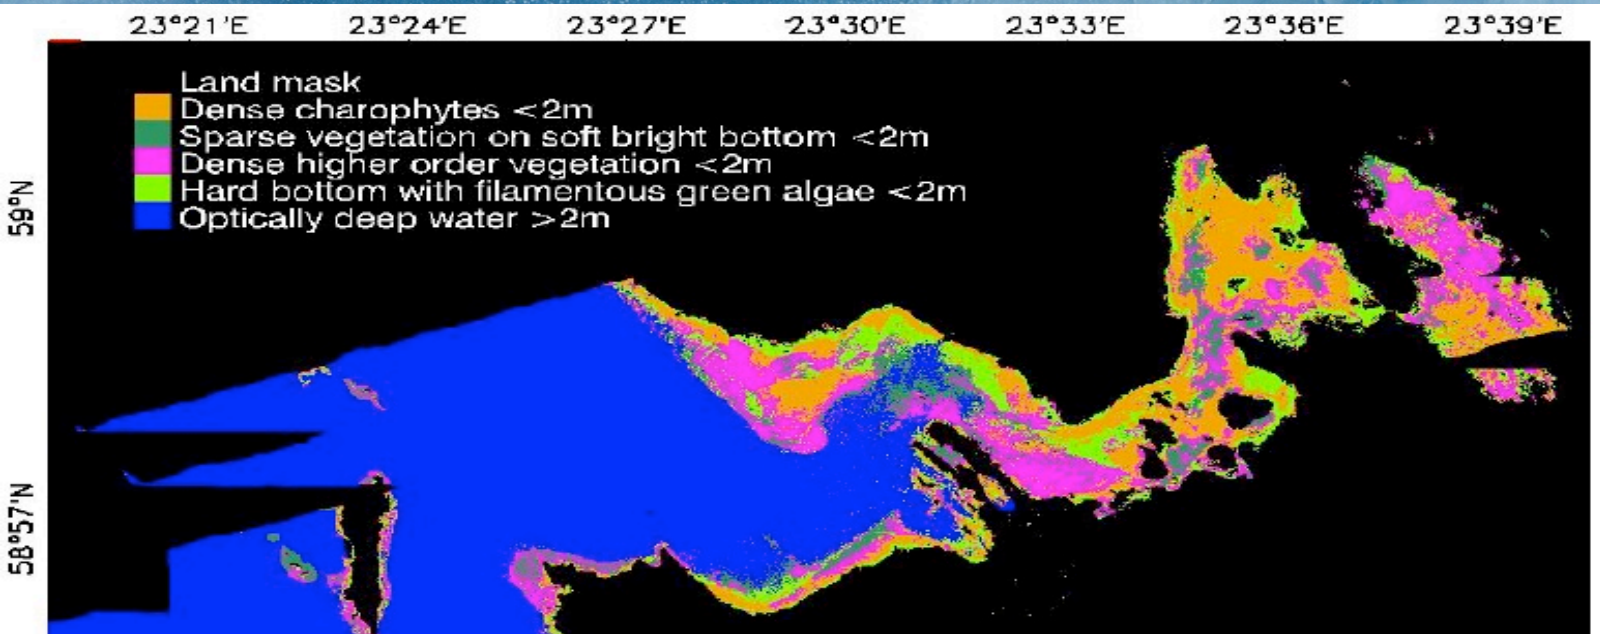 23°21'E 23°24'E 23°27'E 23°30'E 23°33'E 23°36'E 23°39'E
Land mask
Dense charophytes <2m
Sparse vegetation on soft bright bottom <2m
Dense higher order vegetation <2m
Hard bottom with filamentous green algae <2m
Optically deep water >2m
59°N
58°57'N